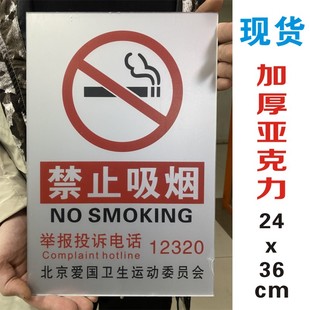 禁止吸烟
NO SMOKING
举报投诉电话 12320
Complaint hotline
北京爱国卫生运动委员会
现货
加厚亚克力
24
x
36
cm